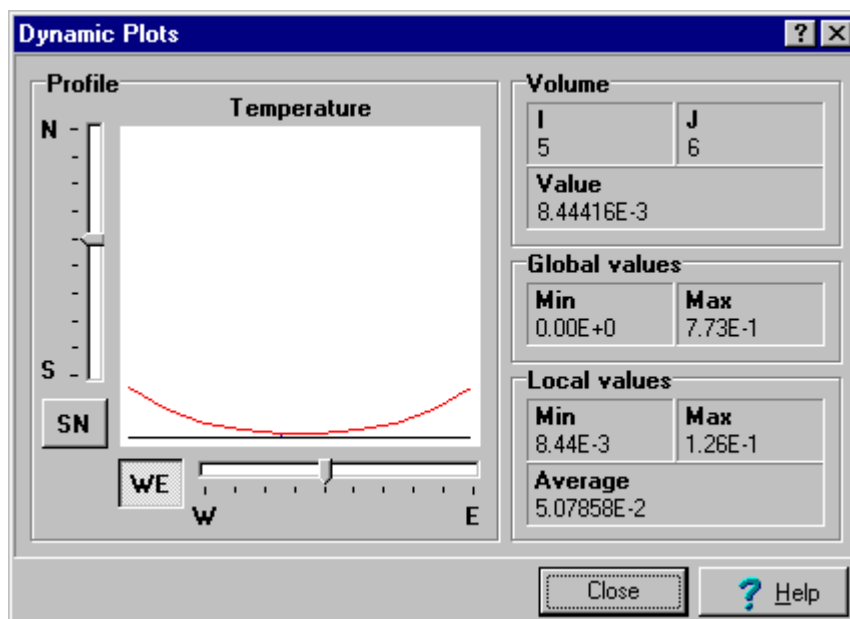 Dynamic Plots
Profile
Temperature
N
S
SN
WE
W
E
Volume
I
5
J
6
Value
8.44416E-3
Global values
Min
0.00E+0
Max
7.73E-1
Local values
Min
8.44E-3
Max
1.26E-1
Average
5.07858E-2
Close
? Help